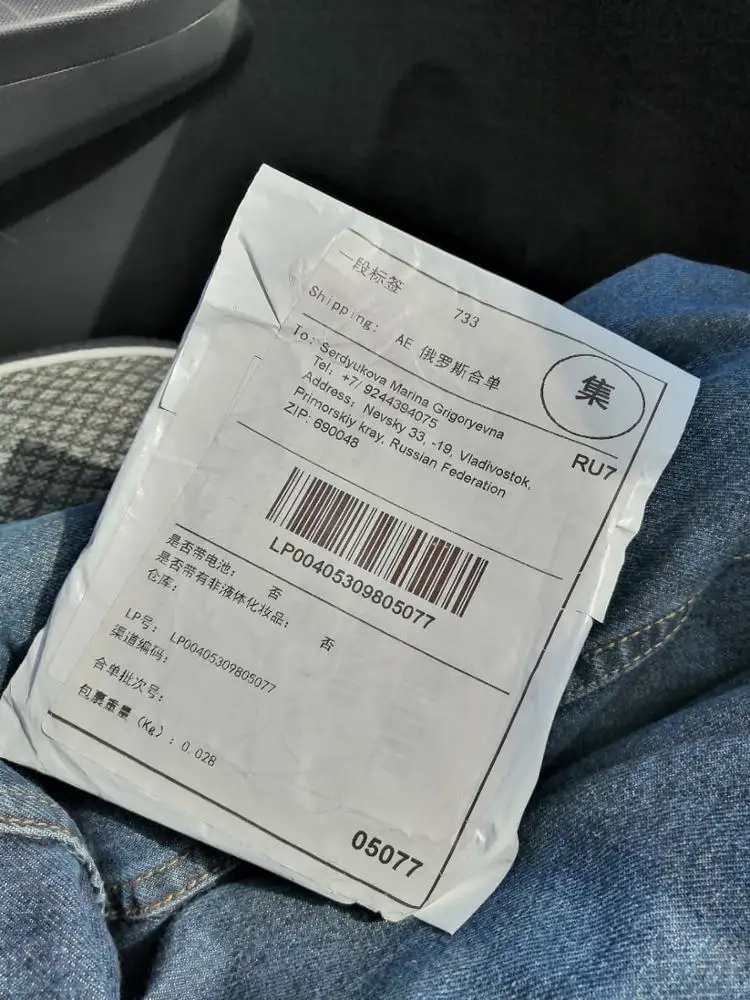 一段标签
733
Shipping: AE 俄罗斯合单
集
To: Serdyukova Marina Grigoryevna
Tel: +7/ 9244394075
Address: Nevsky 33, -19, Vladivostok,
Primorskiy kray, Russian Federation
ZIP: 690048
RU7
LP00405309805077
是否带电池: 否
是否带有非液体化妆品: 否
仓库:
LP号: LP00405309805077
渠道编码:
合单批次号:
包裹重量 (Kg): 0.028
05077